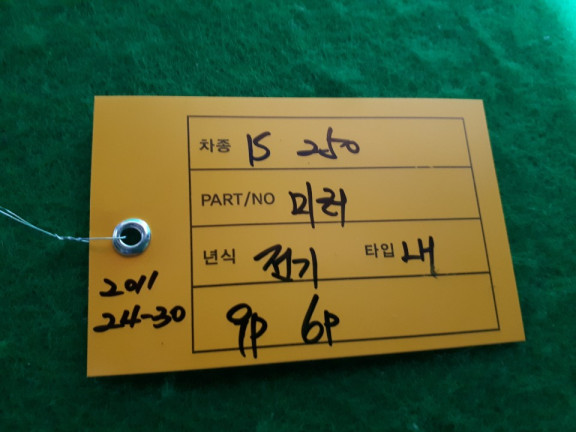 차종 IS 250
PART/NO 미러
년식 전기 타입 내
9P 6P
2011
24-30